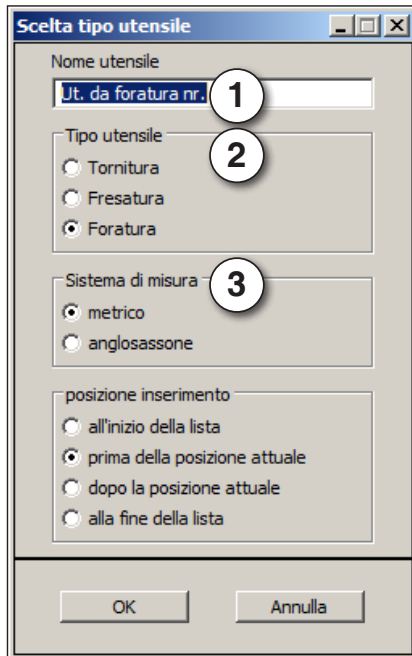 Scelta tipo utensile
Nome utensile
Ut. da foratura nr.
1
Tipo utensile
2
Tornitura
Fresatura
Foratura
Sistema di misura
3
metrico
anglosassone
posizione inserimento
all'inizio della lista
prima della posizione attuale
dopo la posizione attuale
alla fine della lista
OK Annulla